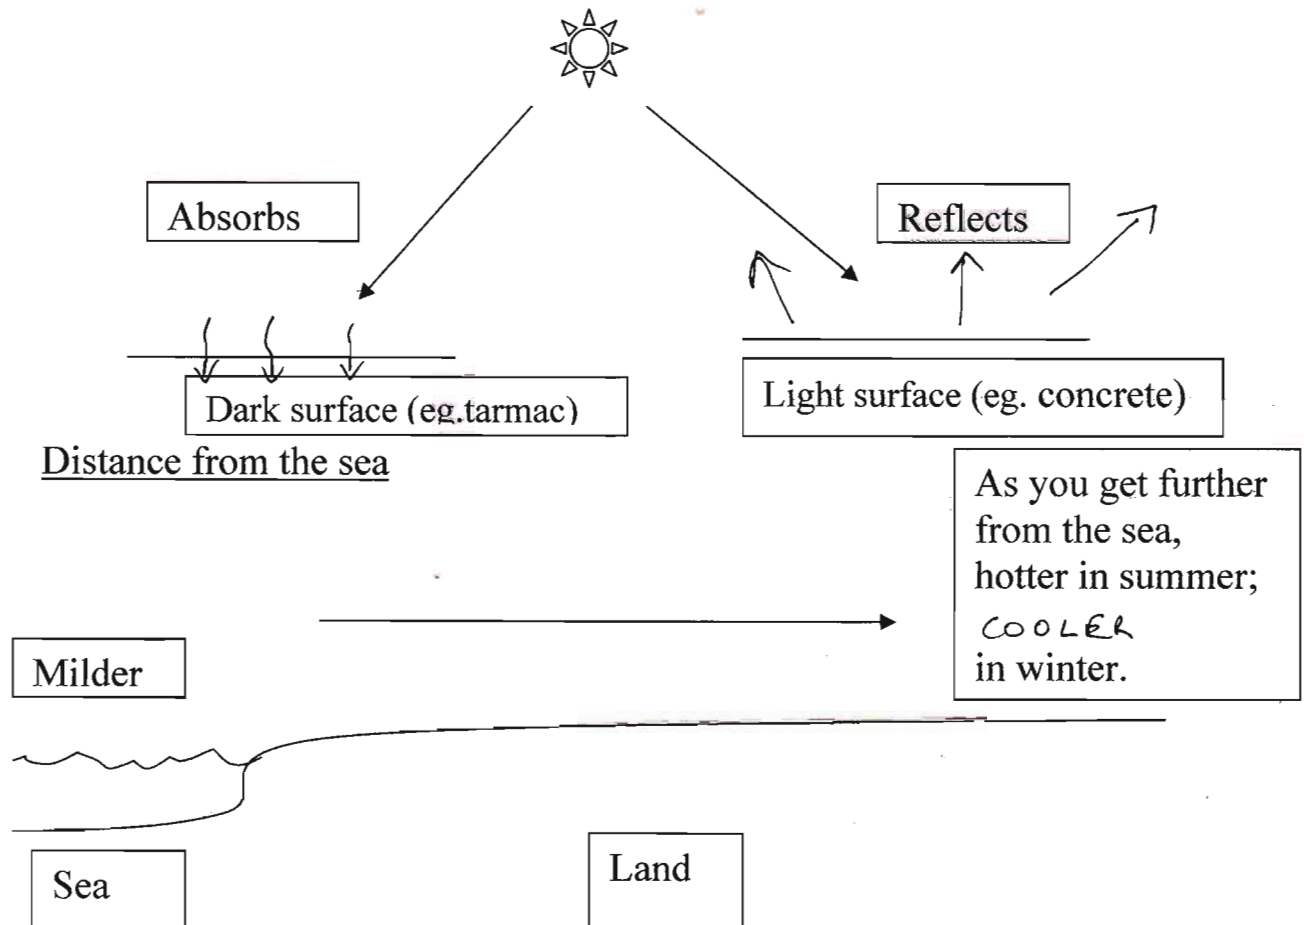 Absorbs
Reflects
Dark surface (eg.tarmac)
Light surface (eg. concrete)
Distance from the sea
As you get further
from the sea,
hotter in summer;
COOLER
in winter.
Milder
Sea
Land